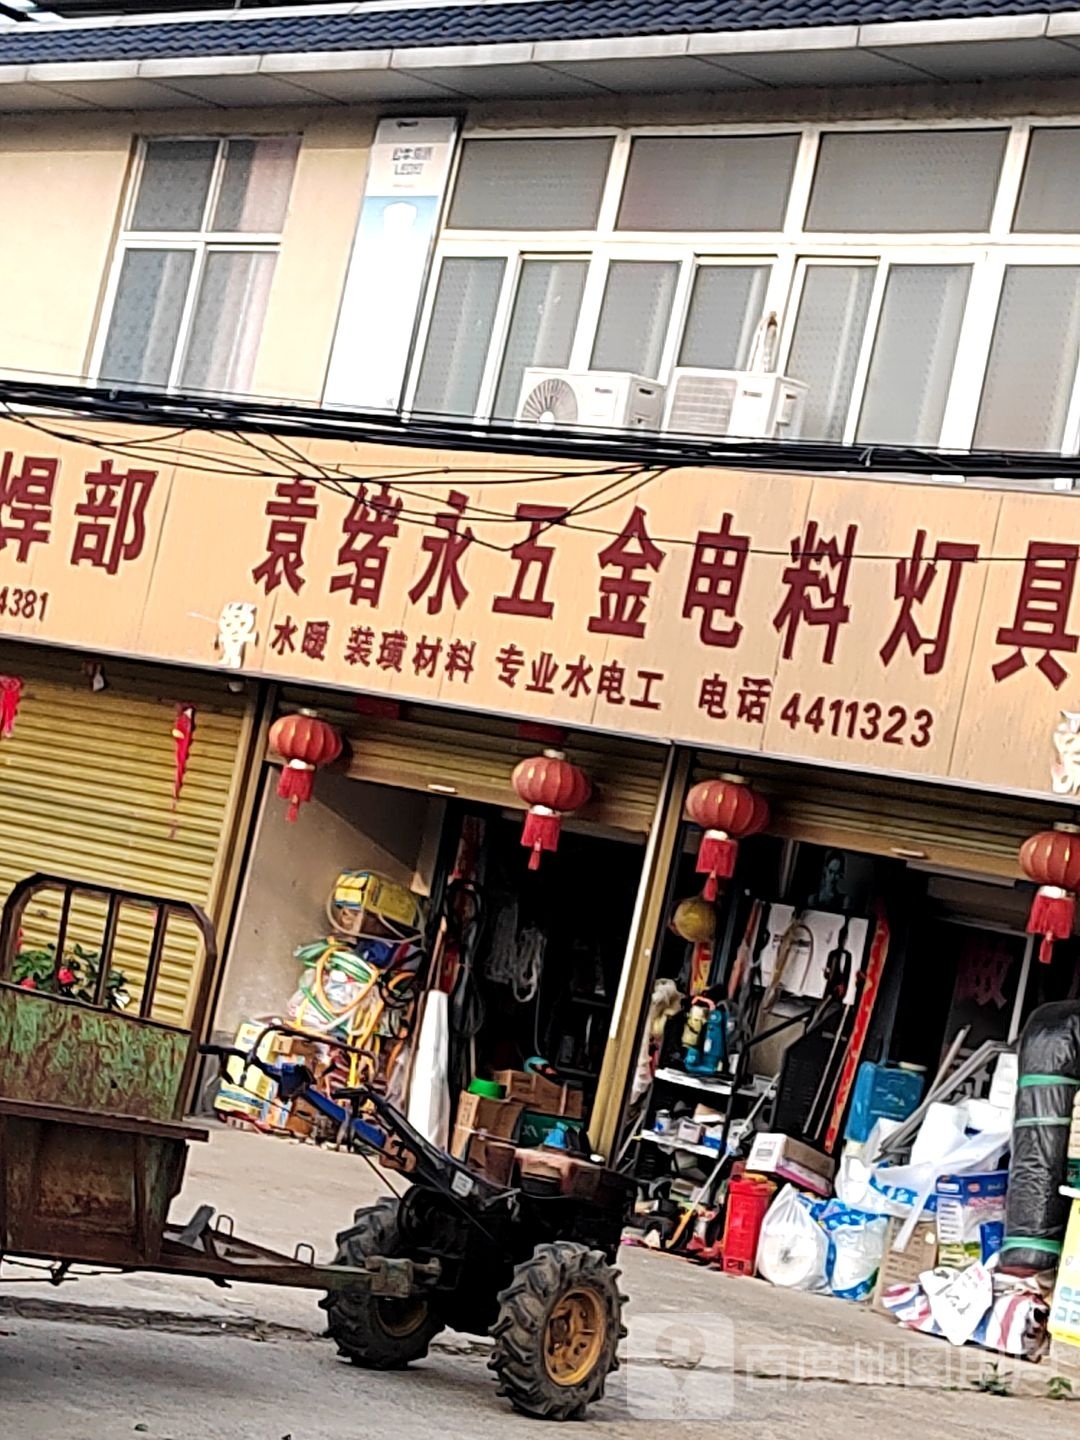 焊部
4381
袁绪永五金电料灯具
水暖 装璜材料 专业水电工 电话 4411323